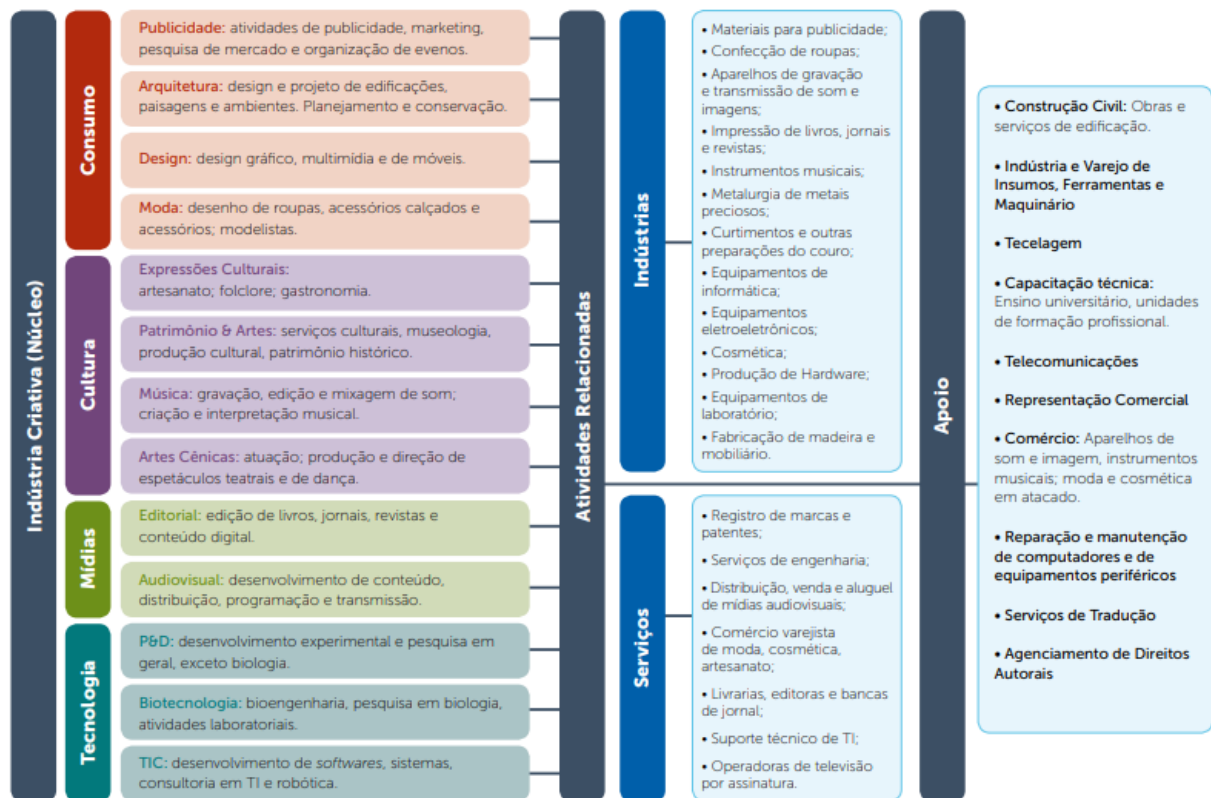 Indústria Criativa (Núcleo)
Consumo
Publicidade: atividades de publicidade, marketing,
pesquisa de mercado e organização de evenos.
Arquitetura: design e projeto de edificações,
paisagens e ambientes. Planejamento e conservação.
Design: design gráfico, multimídia e de móveis.
Moda: desenho de roupas, acessórios calçados e
acessórios; modelistas.
Cultura
Expressões Culturais:
artesanato; folclore; gastronomia.
Patrimônio & Artes: serviços culturais, museologia,
produção cultural, patrimônio histórico.
Música: gravação, edição e mixagem de som;
criação e interpretação musical.
Artes Cênicas: atuação; produção e direção de
espetáculos teatrais e de dança.
Mídias
Editorial: edição de livros, jornais, revistas e
conteúdo digital.
Audiovisual: desenvolvimento de conteúdo,
distribuição, programação e transmissão.
Tecnologia
P&D: desenvolvimento experimental e pesquisa em
geral, exceto biologia.
Biotecnologia: bioengenharia, pesquisa em biologia,
atividades laboratoriais.
TIC: desenvolvimento de softwares, sistemas,
consultoria em TI e robótica.
Atividades Relacionadas
Indústrias
• Materiais para publicidade;
• Confecção de roupas;
• Aparelhos de gravação
e transmissão de som e
imagens;
• Impressão de livros, jornais
e revistas;
• Instrumentos musicais;
• Metalurgia de metais
preciosos;
• Curtimentos e outras
preparações do couro;
• Equipamentos de
informática;
• Equipamentos
eletroeletrônicos;
• Cosmética;
• Produção de Hardware;
• Equipamentos de
laboratório;
• Fabricação de madeira e
mobiliário.
Serviços
• Registro de marcas e
patentes;
• Serviços de engenharia;
• Distribuição, venda e aluguel
de mídias audiovisuais;
• Comércio varejista
de moda, cosmética,
artesanato;
• Livrarias, editoras e bancas
de jornal;
• Suporte técnico de TI;
• Operadoras de televisão
por assinatura.
Apoio
• Construção Civil: Obras e
serviços de edificação.
• Indústria e Varejo de
Insumos, Ferramentas e
Maquinário
• Tecelagem
• Capacitação técnica:
Ensino universitário, unidades
de formação profissional.
• Telecomunicações
• Representação Comercial
• Comércio: Aparelhos de
som e imagem, instrumentos
musicais; moda e cosmética
em atacado.
• Reparação e manutenção
de computadores e de
equipamentos periféricos
• Serviços de Tradução
• Agenciamento de Direitos
Autorais